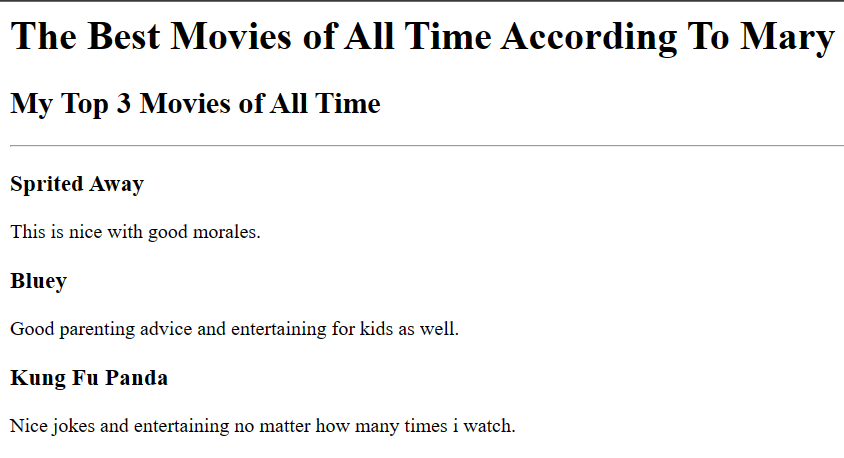 The Best Movies of All Time According To Mary
My Top 3 Movies of All Time
Sprited Away
This is nice with good morales.
Bluey
Good parenting advice and entertaining for kids as well.
Kung Fu Panda
Nice jokes and entertaining no matter how many times i watch.